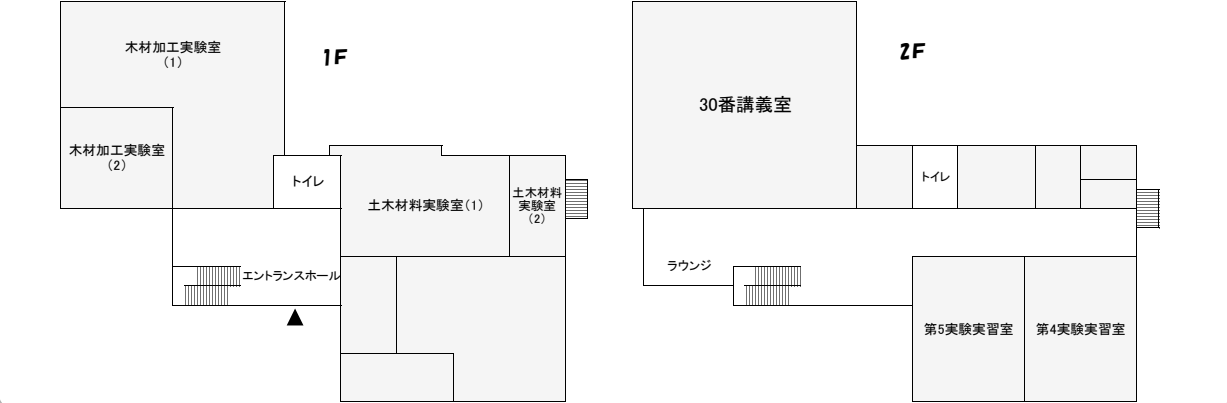 木材加工実験室
(1)
1F
木材加工実験室
(2)
トイレ
土木材料実験室(1)
土木材料
実験室
(2)
エントランスホール
2F
30番講義室
トイレ
ラウンジ
第5実験実習室
第4実験実習室